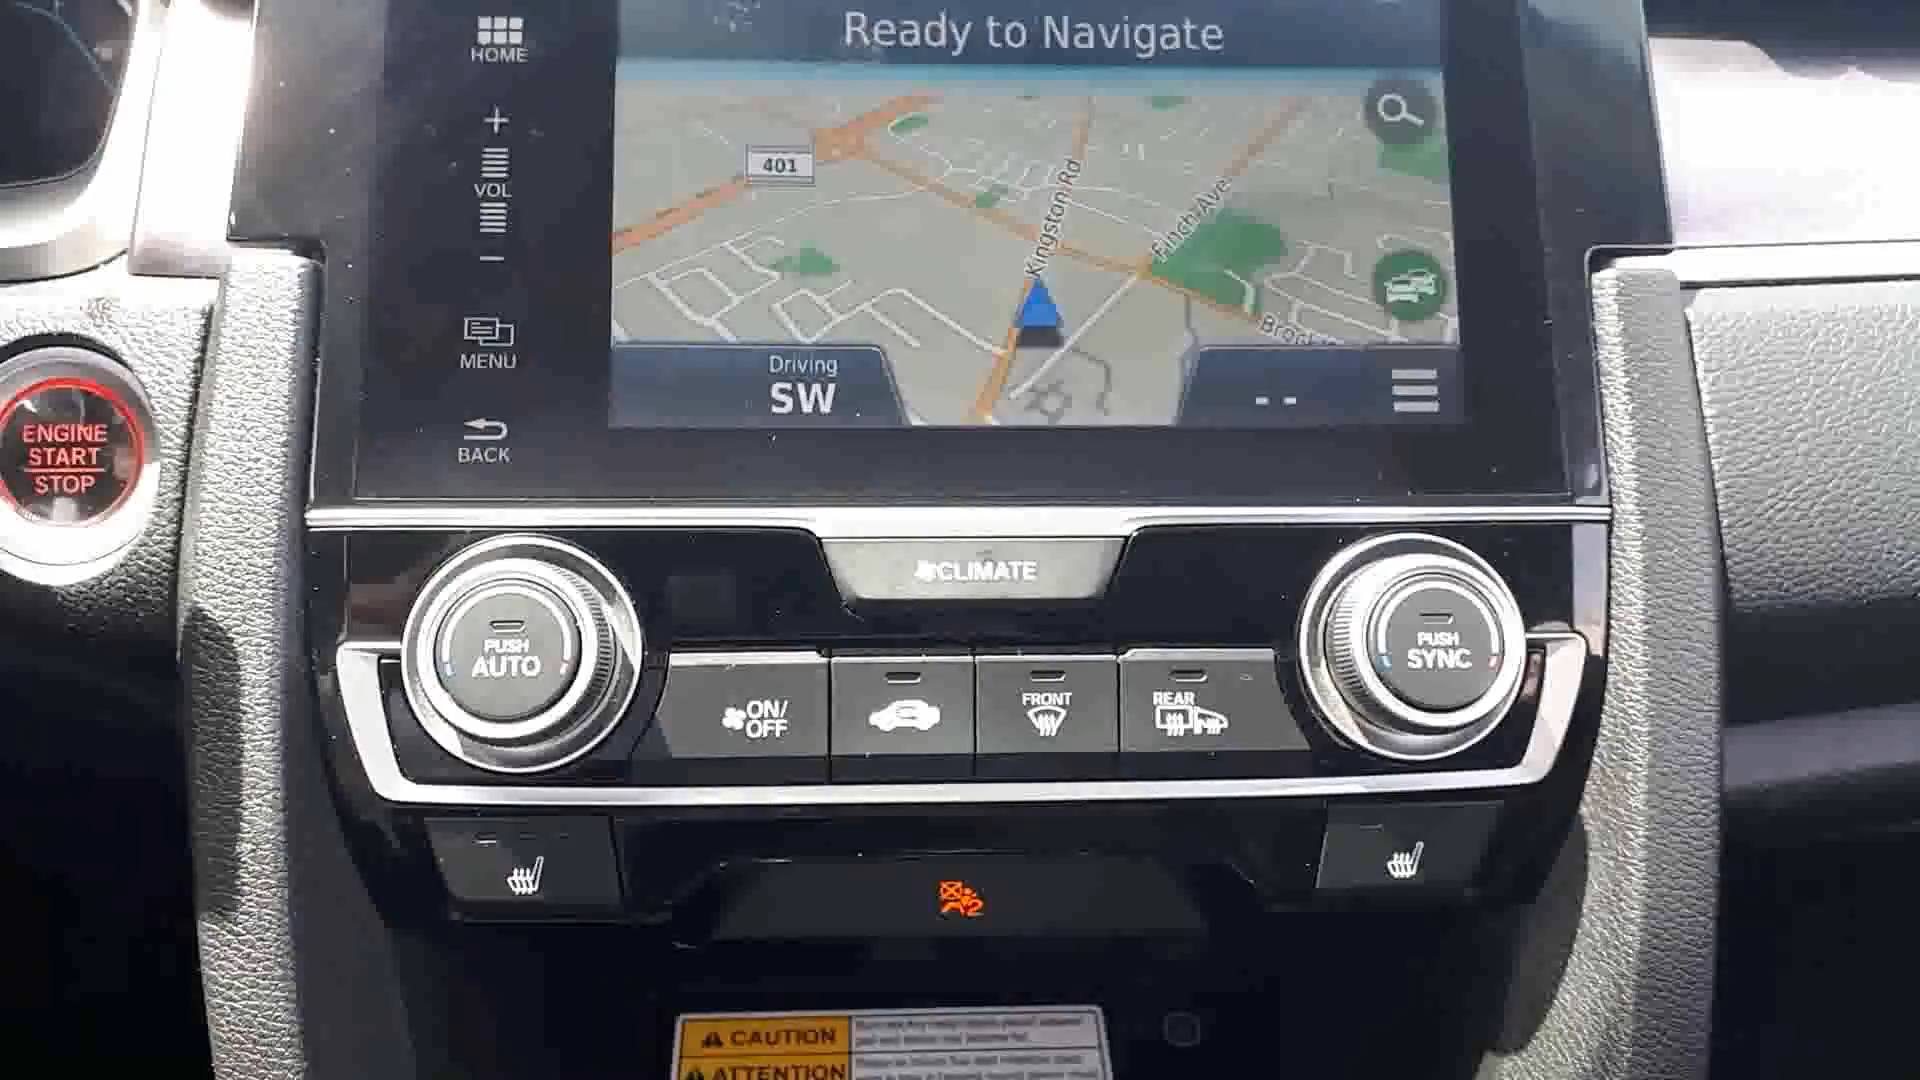 Ready to Navigate
HOME
+
VOL
-
MENU
BACK
401
Kingston Rd
Finch Ave
Driving
SW
--
ENGINE
START
STOP
CLIMATE
PUSH
AUTO
ON/
OFF
FRONT
REAR
PUSH
SYNC
2
CAUTION
ATTENTION